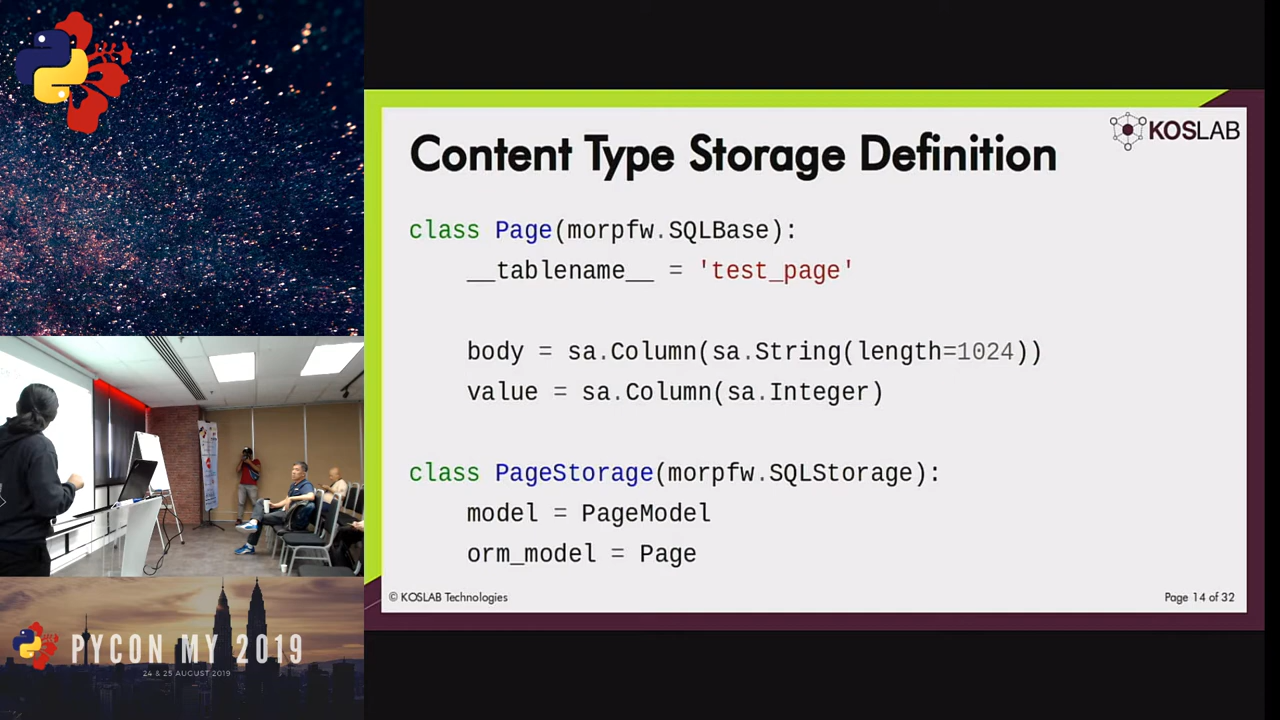 KOSLAB
Content Type Storage Definition
class Page(morpfw.SQLBase):
__tablename__ = 'test_page'
body = sa.Column(sa.String(length=1024))
value = sa.Column(sa.Integer)
class PageStorage(morpfw.SQLStorage):
model = PageModel
orm_model = Page
© KOSLAB Technologies
Page 14 of 32
PYCON MY 2019
24 & 25 AUGUST 2019